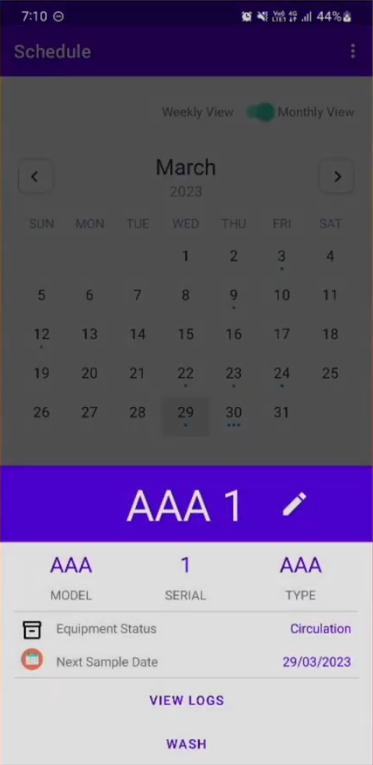 7:10 44%
Schedule
Weekly View Monthly View
March
2023
SUN MON TUE WED THU FRI SAT
1 2 3 4
5 6 7 8 9 10 11
12 13 14 15 16 17 18
19 20 21 22 23 24 25
26 27 28 29 30 31
AAA 1
AAA 1 AAA
MODEL SERIAL TYPE
Equipment Status Circulation
Next Sample Date 29/03/2023
VIEW LOGS
WASH